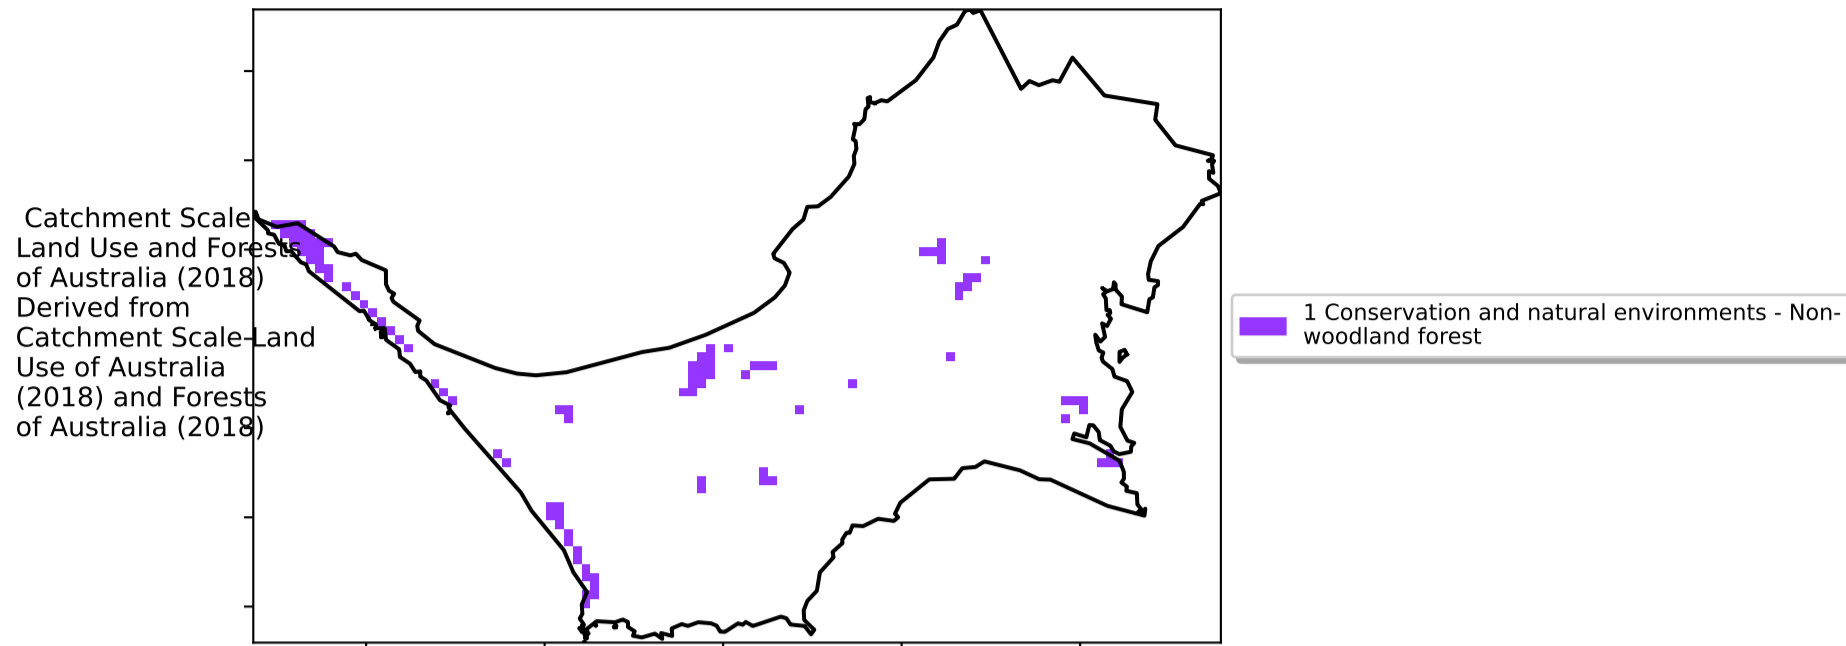 Catchment Scale
Land Use and Forests
of Australia (2018)
Derived from
Catchment Scale Land
Use of Australia
(2018) and Forests
of Australia (2018)
1 Conservation and natural environments - Non-
woodland forest